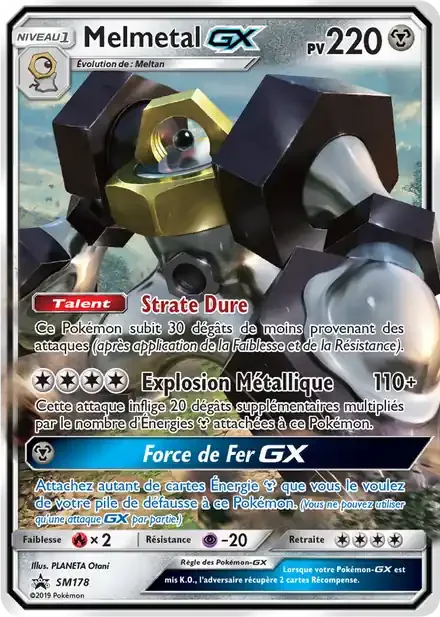 NIVEAU 1
Melmetal GX
PV 220
Évolution de : Meltan
Talent Strate Dure
Ce Pokémon subit 30 dégâts de moins provenant des
attaques (après application de la Faiblesse et de la Résistance).
Explosion Métallique 110+
Cette attaque inflige 20 dégâts supplémentaires multipliés
par le nombre d'Énergies attachées à ce Pokémon.
Force de Fer GX
Attachez autant de cartes Énergie que vous le voulez
de votre pile de défausse à ce Pokémon. (Vous ne pouvez utiliser
qu'une attaque GX par partie.)
Faiblesse × 2 Résistance -20 Retraite
Illus. PLANETA Otani
SM178
©2019 Pokémon
Règle des Pokémon-GX
Lorsque votre Pokémon-GX est
mis K.O., l'adversaire récupère 2 cartes Récompense.